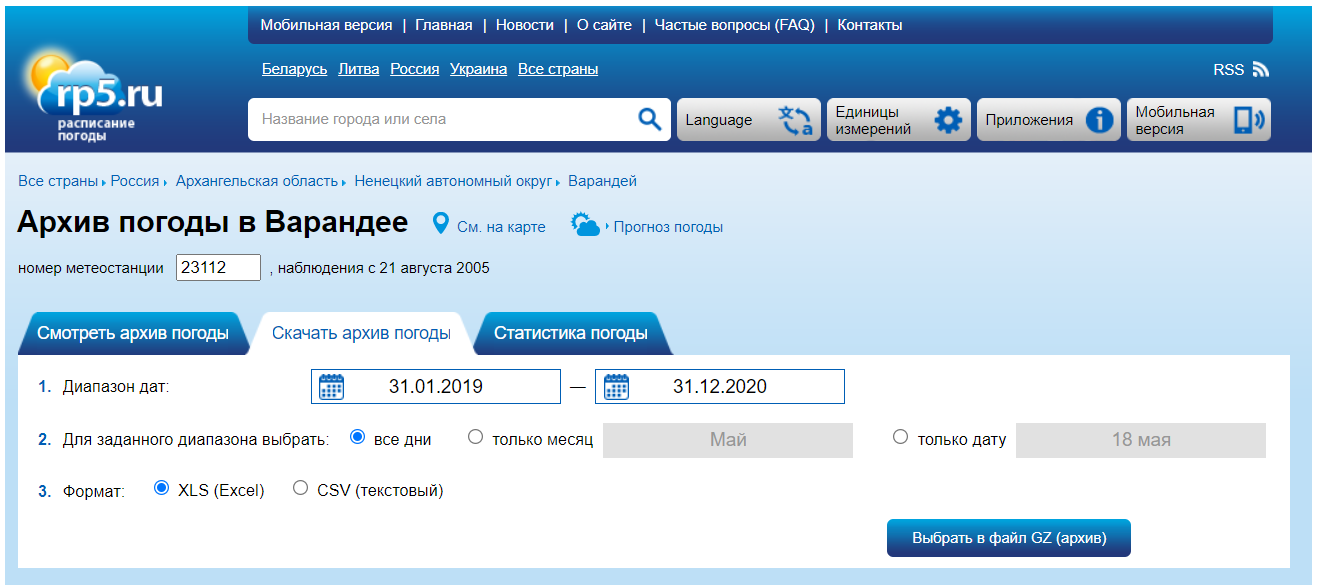 Мобильная версия | Главная | Новости | О сайте | Частые вопросы (FAQ) | Контакты
Беларусь Литва Россия Украина Все страны
RSS
rp5.ru
расписание
погоды
Название города или села
Language
Единицы
измерений
Приложения
Мобильная
версия
Все страны Россия Архангельская область Ненецкий автономный округ Варандей
Архив погоды в Варандее См. на карте Прогноз погоды
номер метеостанции 23112 , наблюдения с 21 августа 2005
Смотреть архив погоды Скачать архив погоды Статистика погоды
1. Диапазон дат: 31.01.2019 — 31.12.2020
2. Для заданного диапазона выбрать: все дни только месяц Май только дату 18 мая
3. Формат: XLS (Excel) CSV (текстовый)
Выбрать в файл GZ (архив)